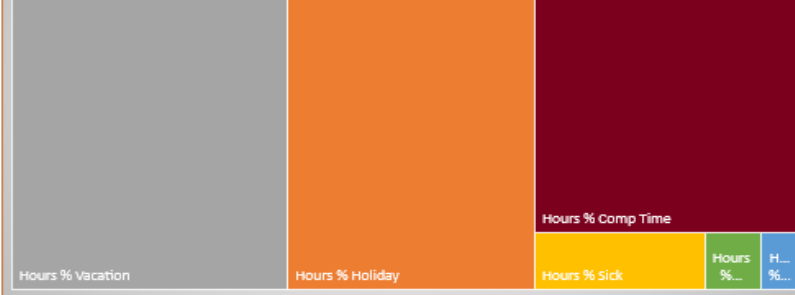 Hours % Comp Time
Hours % Vacation
Hours % Holiday
Hours % Sick
Hours
%...
H...
%...